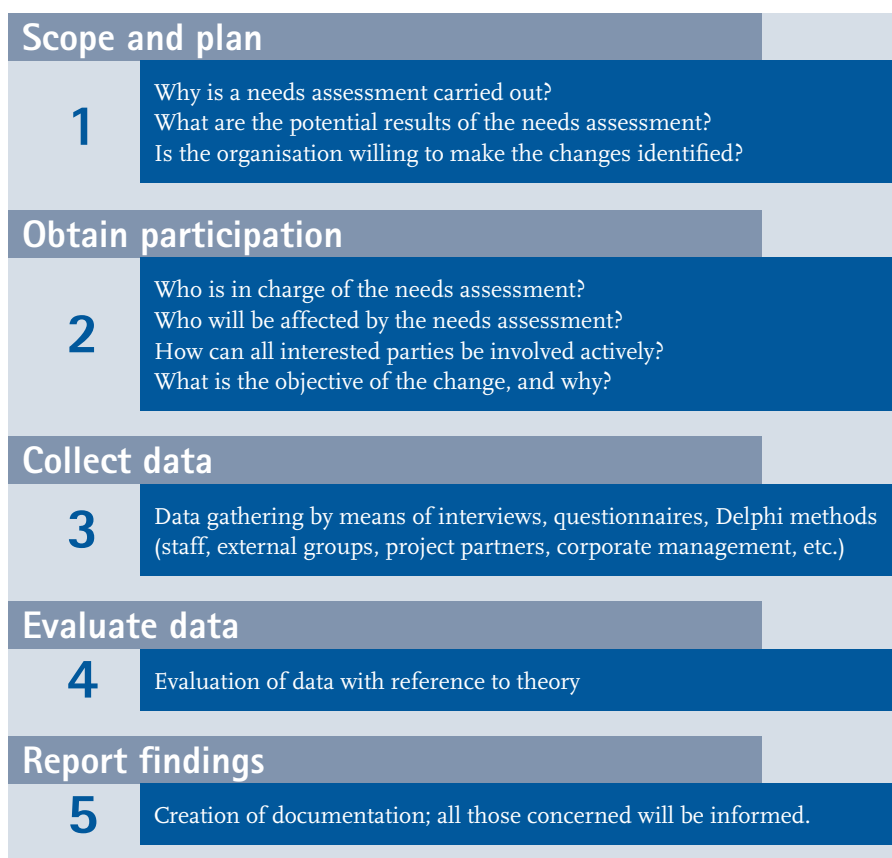 Scope and plan
1
Why is a needs assessment carried out?
What are the potential results of the needs assessment?
Is the organisation willing to make the changes identified?
Obtain participation
2
Who is in charge of the needs assessment?
Who will be affected by the needs assessment?
How can all interested parties be involved actively?
What is the objective of the change, and why?
Collect data
3
Data gathering by means of interviews, questionnaires, Delphi methods
(staff, external groups, project partners, corporate management, etc.)
Evaluate data
4
Evaluation of data with reference to theory
Report findings
5
Creation of documentation; all those concerned will be informed.